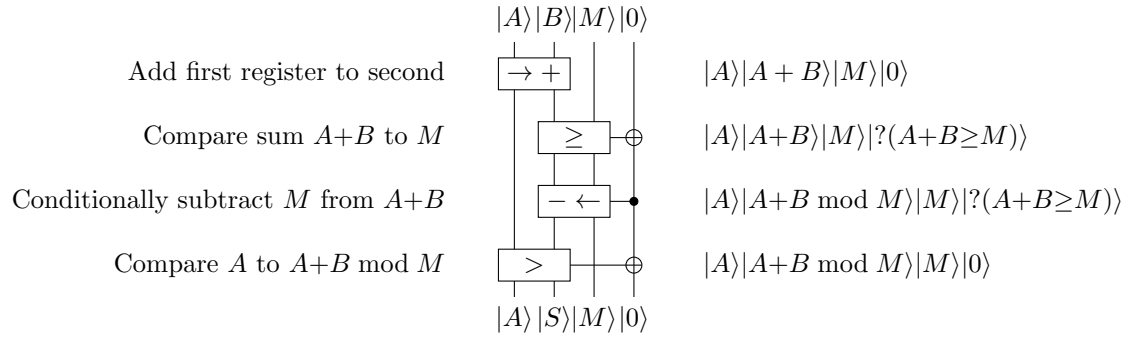 |A⟩ |B⟩ |M⟩ |0⟩
Add first register to second → + |A⟩|A + B⟩|M⟩|0⟩
Compare sum A+B to M ≥ |A⟩|A+B⟩|M⟩|?(A+B≥M)⟩
Conditionally subtract M from A+B − ← |A⟩|A+B mod M⟩|M⟩|?(A+B≥M)⟩
Compare A to A+B mod M > |A⟩|A+B mod M⟩|M⟩|0⟩
|A⟩ |S⟩ |M⟩ |0⟩